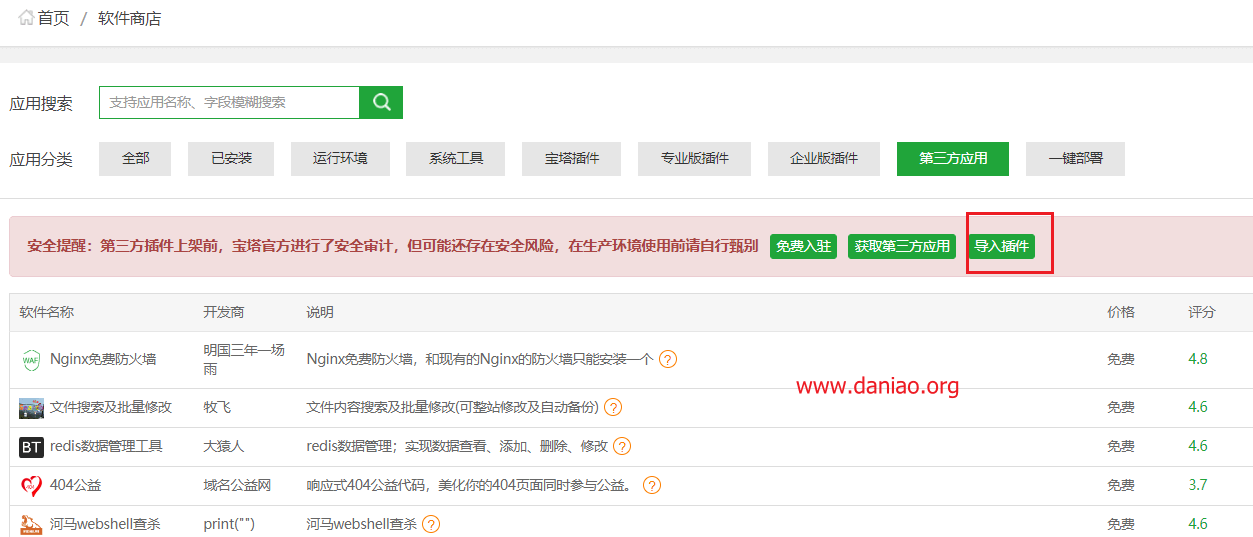 首页 / 软件商店
应用搜索 支持应用名称、字段模糊搜索
应用分类 全部 已安装 运行环境 系统工具 宝塔插件 专业版插件 企业版插件 第三方应用 一键部署
安全提醒：第三方插件上架前，宝塔官方进行了安全审计，但可能还存在安全风险，在生产环境使用前请自行甄别 免费入驻 获取第三方应用 导入插件
软件名称 开发商 说明 价格 评分
WAF Nginx免费防火墙 明国三年一场雨 Nginx免费防火墙，和现有的Nginx的防火墙只能安装一个 ? 免费 4.8
www.daniao.org
文件搜索及批量修改 牧飞 文件内容搜索及批量修改(可整站修改及自动备份) ? 免费 4.6
BT redis数据管理工具 大猿人 redis数据管理；实现数据查看、添加、删除、修改 ? 免费 4.6
404 404公益 域名公益网 响应式404公益代码，美化你的404页面同时参与公益。 ? 免费 3.7
河马webshell查杀 print("") 河马webshell查杀 ? 免费 4.6